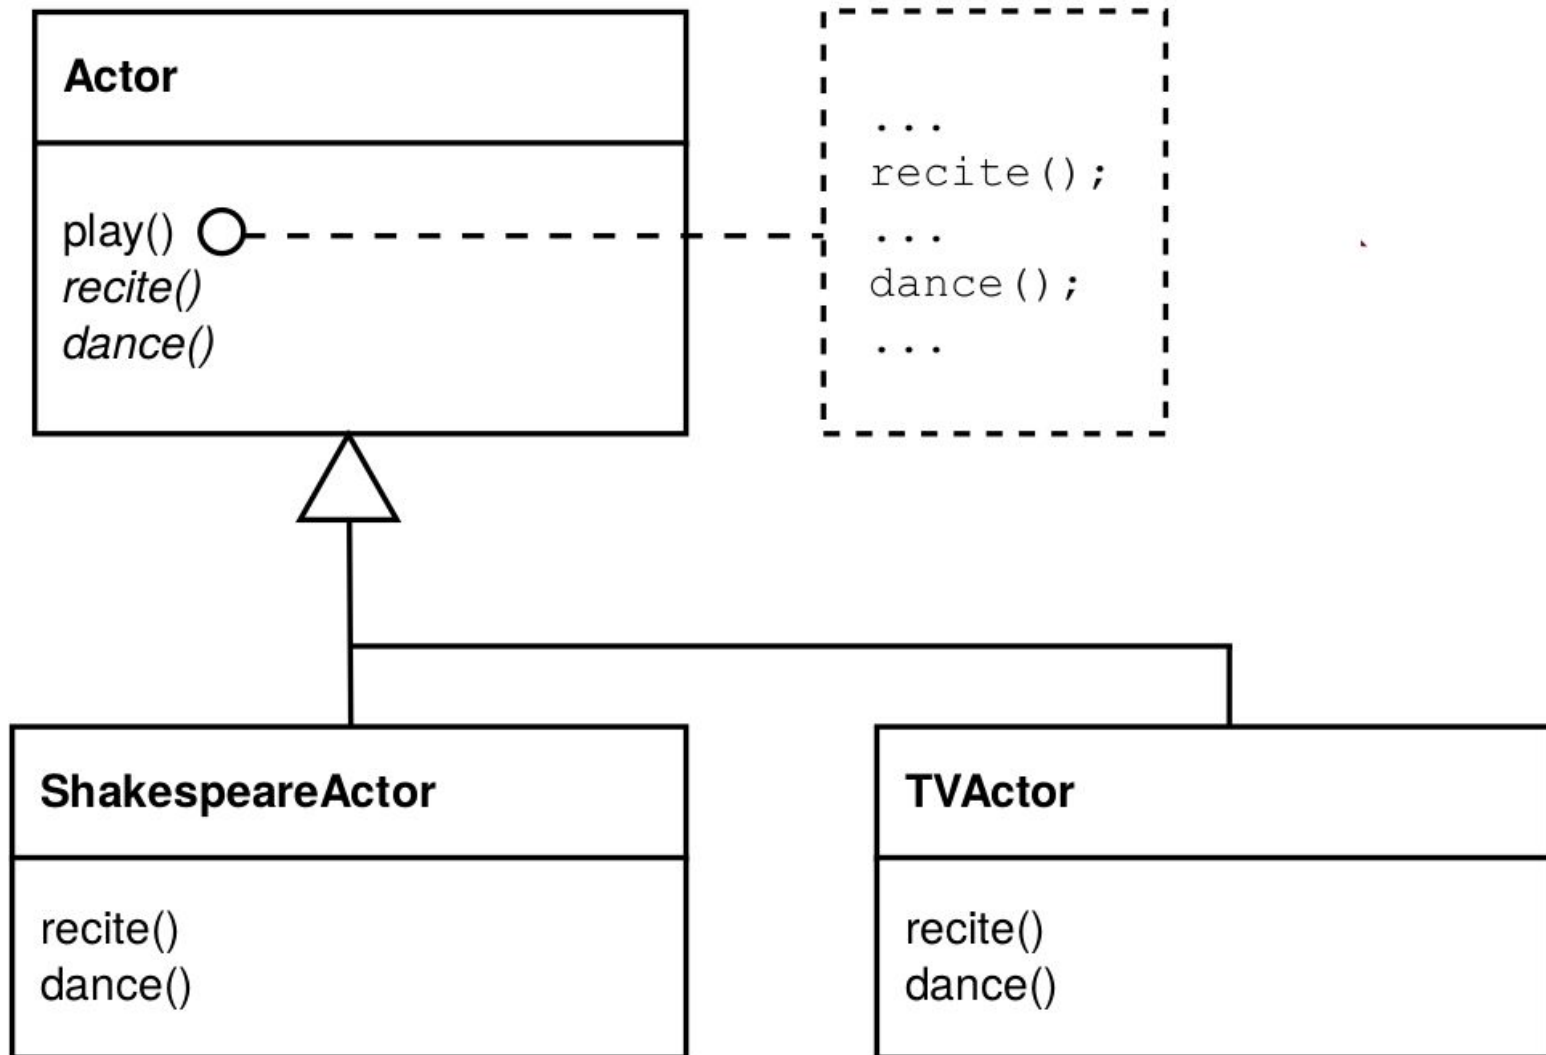 Actor
play()
recite()
dance()
...
recite();
...
dance();
...
ShakespeareActor
recite()
dance()
TVActor
recite()
dance()